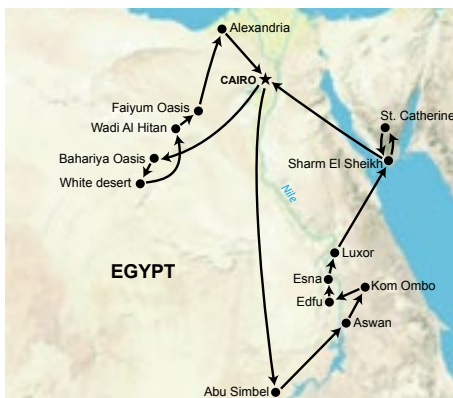 Alexandria
CAIRO
Faiyum Oasis
St. Catherine
Wadi Al Hitan
Bahariya Oasis
Sharm El Sheikh
White desert
Nile
Luxor
EGYPT
Esna
Kom Ombo
Edfu
Aswan
Abu Simbel